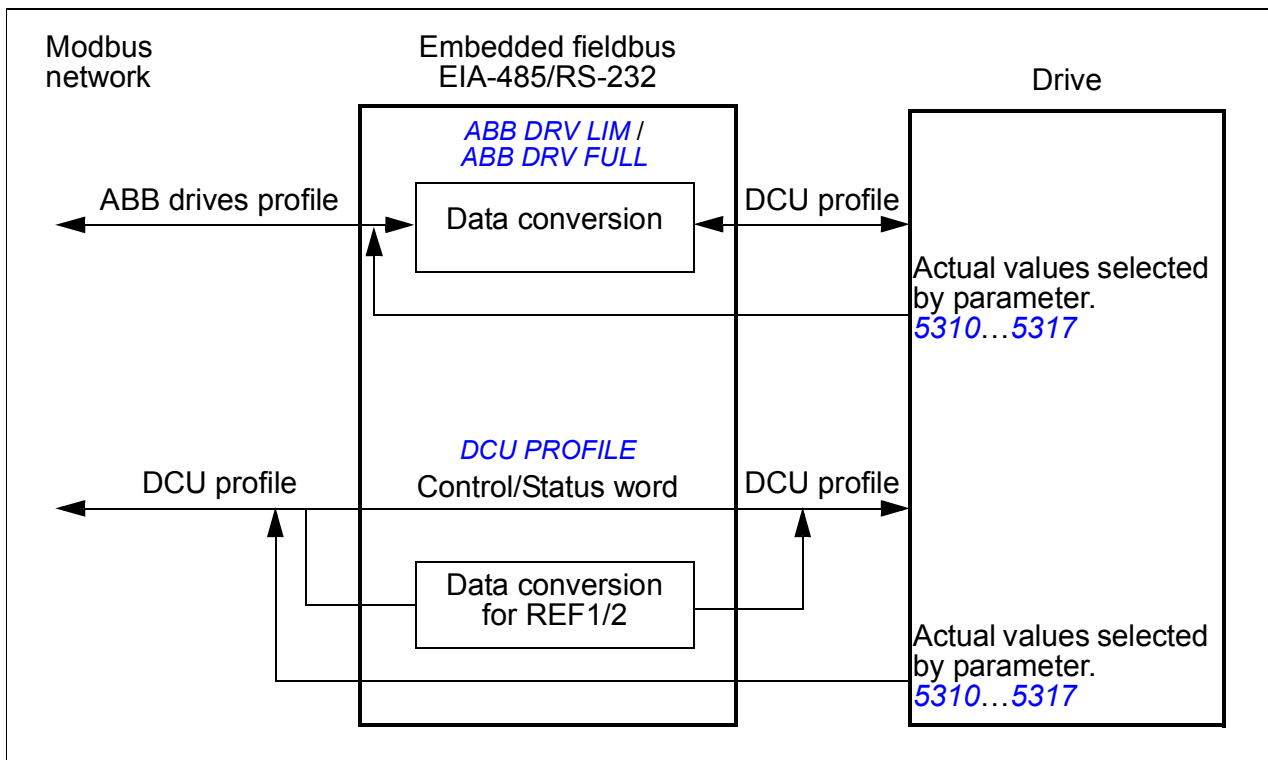 Modbus
network
Embedded fieldbus
EIA-485/RS-232
Drive
ABB DRV LIM /
ABB DRV FULL
ABB drives profile
Data conversion
DCU profile
Actual values selected
by parameter.
5310…5317
DCU PROFILE
DCU profile
Control/Status word
DCU profile
Data conversion
for REF1/2
Actual values selected
by parameter.
5310…5317